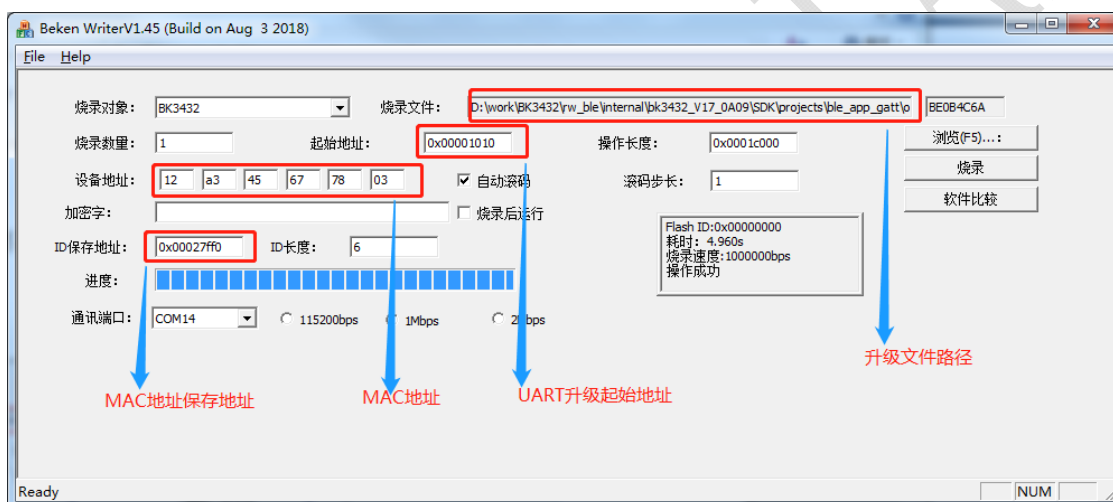 Beken WriterV1.45 (Build on Aug 3 2018)
File Help
烧录对象： BK3432 烧录文件： D:\work\BK3432\rw_ble\internal\bk3432_V17_0A09\SDK\projects\ble_app_gatt\o BE0B4C6A
烧录数量： 1 起始地址： 0x00001010 操作长度： 0x0001c000 浏览(F5)...：
设备地址： 12 a3 45 67 78 03 自动滚码 滚码步长： 1 烧录
加密字： 烧录后运行 软件比较
ID保存地址： 0x00027ff0 ID长度： 6
Flash ID:0x00000000
耗时：4.960s
烧录速度:1000000bps
操作成功
进度：
通讯端口： COM14 115200bps 1Mbps 2Mbps
升级文件路径
MAC地址保存地址 MAC地址 UART升级起始地址
Ready NUM